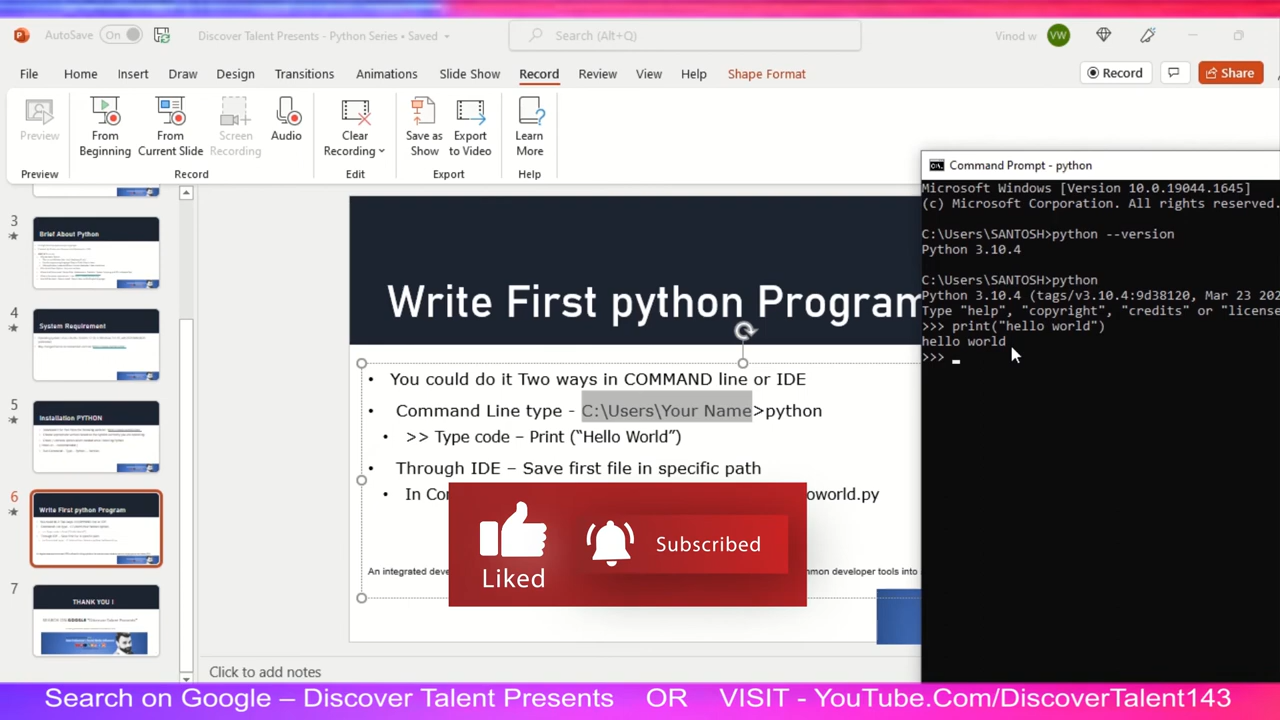 AutoSave On Discover Talent Presents - Python Series • Saved Search (Alt+Q) Vinod w VW
File Home Insert Draw Design Transitions Animations Slide Show Record Review View Help Shape Format Record Share
Preview From Beginning From Current Slide Screen Recording Audio Clear Recording Save as Show Export to Video Learn More
Preview Record Edit Export Help
3
Brief About Python
4
System Requirement
5
Installation PYTHON
6
Write First python Program
7
THANK YOU !
Write First python Program
• You could do it Two ways in COMMAND line or IDE
• Command Line type - C:\Users\Your Name>python
• >> Type code – Print (“Hello World”)
• Through IDE – Save first file in specific path
• In Co
oworld.py
An integrated deve
mmon developer tools into
Liked
Subscribed
Command Prompt - python
Microsoft Windows [Version 10.0.19044.1645]
(c) Microsoft Corporation. All rights reserved.
C:\Users\SANTOSH>python --version
Python 3.10.4
C:\Users\SANTOSH>python
Python 3.10.4 (tags/v3.10.4:9d38120, Mar 23 202
Type "help", "copyright", "credits" or "license
>>> print("hello world")
hello world
>>>
Click to add notes
Search on Google – Discover Talent Presents OR VISIT - YouTube.Com/DiscoverTalent143